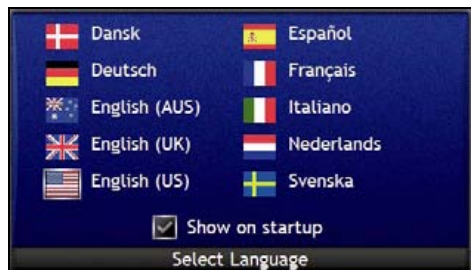 Dansk
Deutsch
English (AUS)
English (UK)
English (US)
Español
Français
Italiano
Nederlands
Svenska
Show on startup
Select Language